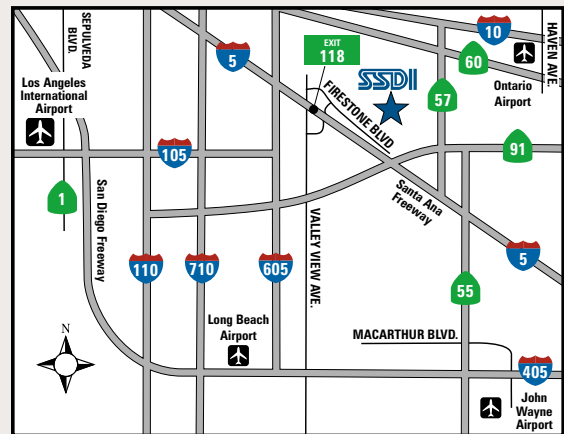 SEPULVEDA
BLVD.
5
10
HAVEN AVE.
EXIT
118
60
SSDI
Los Angeles
International
Airport
FIRESTONE BLVD
57
Ontario
Airport
105
91
1
San Diego Freeway
Santa Ana
Freeway
VALLEY VIEW AVE.
110
710
605
5
55
Long Beach
Airport
MACARTHUR BLVD.
N
405
John
Wayne
Airport